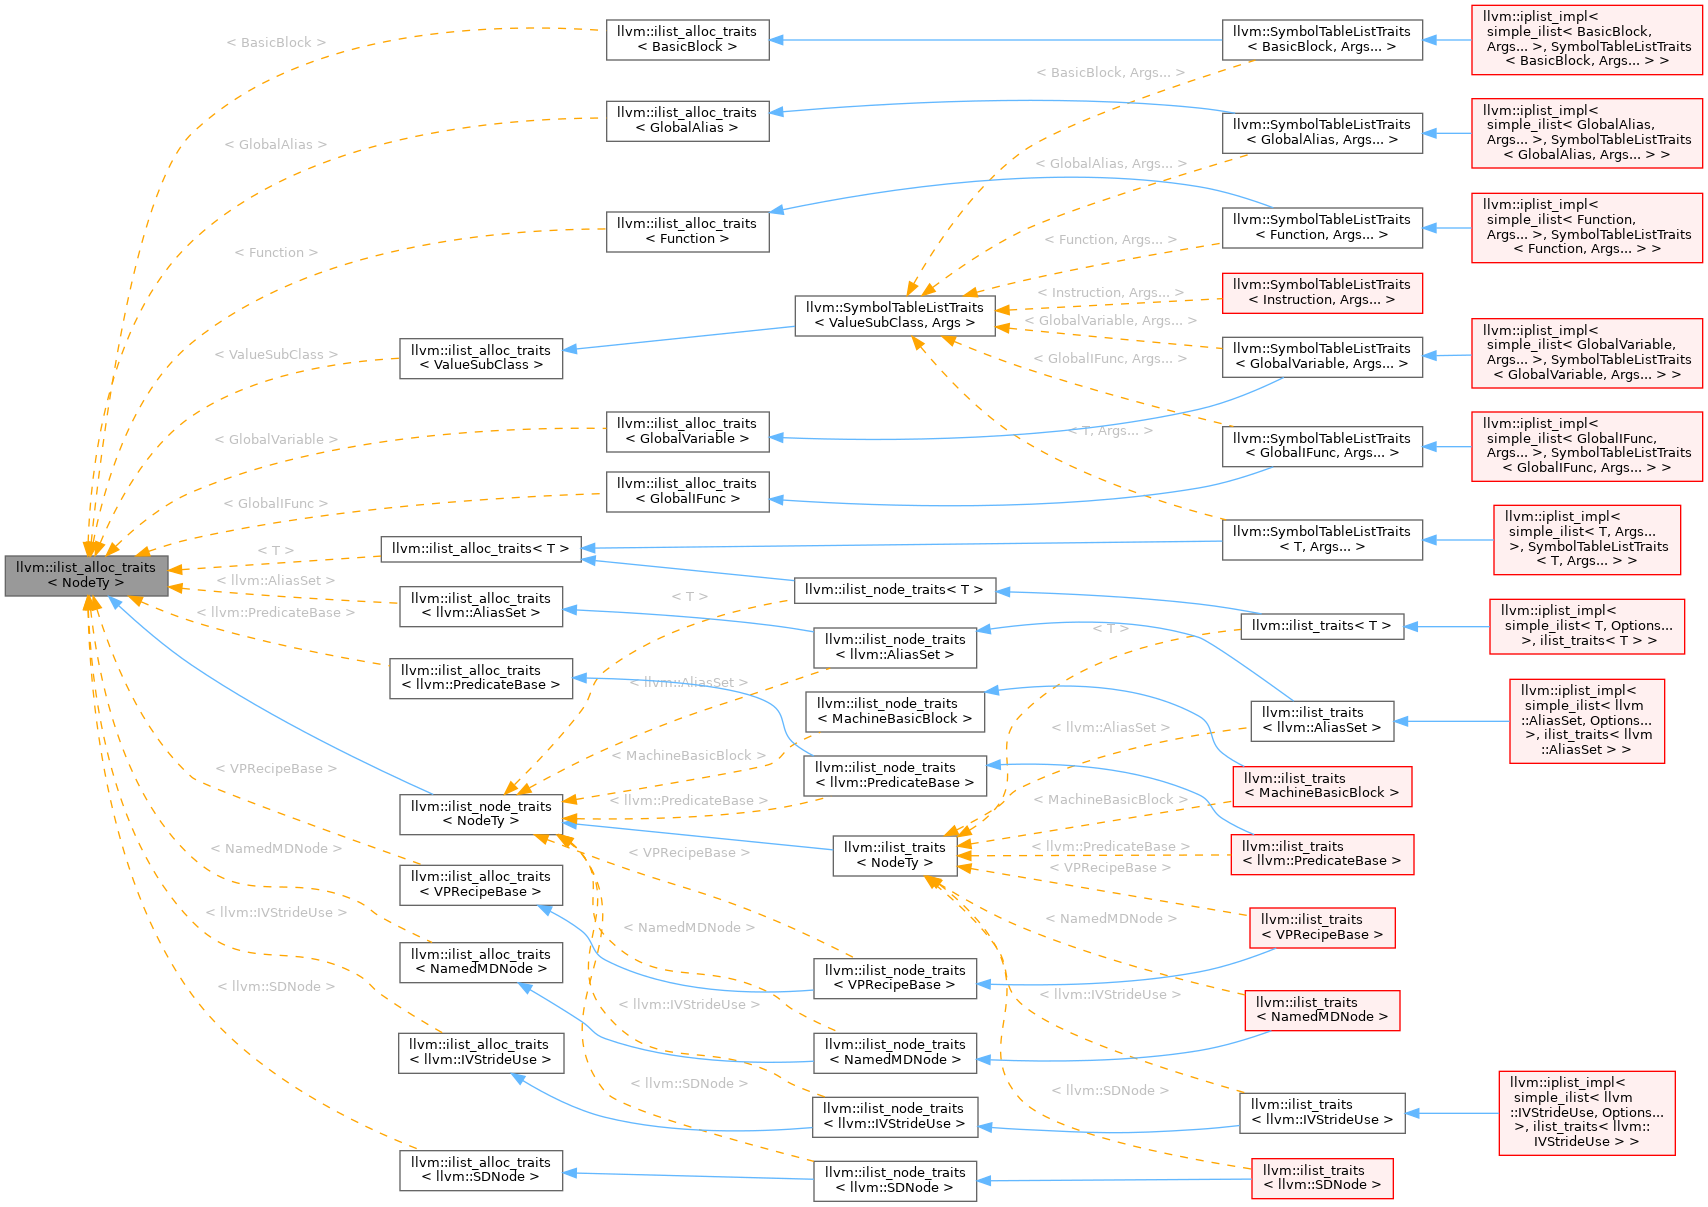 llvm::ilist_alloc_traits
< NodeTy >
< BasicBlock >
< GlobalAlias >
< Function >
< ValueSubClass >
< GlobalVariable >
< GlobalIFunc >
< T >
< llvm::AliasSet >
< llvm::PredicateBase >
< VPRecipeBase >
< NamedMDNode >
< llvm::IVStrideUse >
< llvm::SDNode >
llvm::ilist_alloc_traits
< BasicBlock >
llvm::ilist_alloc_traits
< GlobalAlias >
llvm::ilist_alloc_traits
< Function >
llvm::ilist_alloc_traits
< ValueSubClass >
llvm::ilist_alloc_traits
< GlobalVariable >
llvm::ilist_alloc_traits
< GlobalIFunc >
llvm::ilist_alloc_traits< T >
llvm::ilist_alloc_traits
< llvm::AliasSet >
llvm::ilist_alloc_traits
< llvm::PredicateBase >
llvm::ilist_node_traits
< NodeTy >
llvm::ilist_alloc_traits
< VPRecipeBase >
llvm::ilist_alloc_traits
< NamedMDNode >
llvm::ilist_alloc_traits
< llvm::IVStrideUse >
llvm::ilist_alloc_traits
< llvm::SDNode >
< T >
< llvm::AliasSet >
< MachineBasicBlock >
< llvm::PredicateBase >
< VPRecipeBase >
< NamedMDNode >
< llvm::IVStrideUse >
< llvm::SDNode >
llvm::SymbolTableListTraits
< ValueSubClass, Args >
llvm::ilist_node_traits< T >
llvm::ilist_node_traits
< llvm::AliasSet >
llvm::ilist_node_traits
< MachineBasicBlock >
llvm::ilist_node_traits
< llvm::PredicateBase >
llvm::ilist_traits
< NodeTy >
llvm::ilist_node_traits
< VPRecipeBase >
llvm::ilist_node_traits
< NamedMDNode >
llvm::ilist_node_traits
< llvm::IVStrideUse >
llvm::ilist_node_traits
< llvm::SDNode >
< BasicBlock, Args... >
< GlobalAlias, Args... >
< Function, Args... >
< Instruction, Args... >
< GlobalVariable, Args... >
< GlobalIFunc, Args... >
< T, Args... >
< T >
< llvm::AliasSet >
< MachineBasicBlock >
< llvm::PredicateBase >
< VPRecipeBase >
< NamedMDNode >
< llvm::IVStrideUse >
< llvm::SDNode >
llvm::SymbolTableListTraits
< BasicBlock, Args... >
llvm::SymbolTableListTraits
< GlobalAlias, Args... >
llvm::SymbolTableListTraits
< Function, Args... >
llvm::SymbolTableListTraits
< Instruction, Args... >
llvm::SymbolTableListTraits
< GlobalVariable, Args... >
llvm::SymbolTableListTraits
< GlobalIFunc, Args... >
llvm::SymbolTableListTraits
< T, Args... >
llvm::ilist_traits< T >
llvm::ilist_traits
< llvm::AliasSet >
llvm::ilist_traits
< MachineBasicBlock >
llvm::ilist_traits
< llvm::PredicateBase >
llvm::ilist_traits
< VPRecipeBase >
llvm::ilist_traits
< NamedMDNode >
llvm::ilist_traits
< llvm::IVStrideUse >
llvm::ilist_traits
< llvm::SDNode >
llvm::iplist_impl<
simple_ilist< BasicBlock,
Args... >, SymbolTableListTraits
< BasicBlock, Args... > >
llvm::iplist_impl<
simple_ilist< GlobalAlias,
Args... >, SymbolTableListTraits
< GlobalAlias, Args... > >
llvm::iplist_impl<
simple_ilist< Function,
Args... >, SymbolTableListTraits
< Function, Args... > >
llvm::iplist_impl<
simple_ilist< GlobalVariable,
Args... >, SymbolTableListTraits
< GlobalVariable, Args... > >
llvm::iplist_impl<
simple_ilist< GlobalIFunc,
Args... >, SymbolTableListTraits
< GlobalIFunc, Args... > >
llvm::iplist_impl<
simple_ilist< T, Args...
>, SymbolTableListTraits
< T, Args... > >
llvm::iplist_impl<
simple_ilist< T, Options...
>, ilist_traits< T > >
llvm::iplist_impl<
simple_ilist< llvm
::AliasSet, Options...
>, ilist_traits< llvm
::AliasSet > >
llvm::iplist_impl<
simple_ilist< llvm
::IVStrideUse, Options...
>, ilist_traits< llvm::
IVStrideUse > >